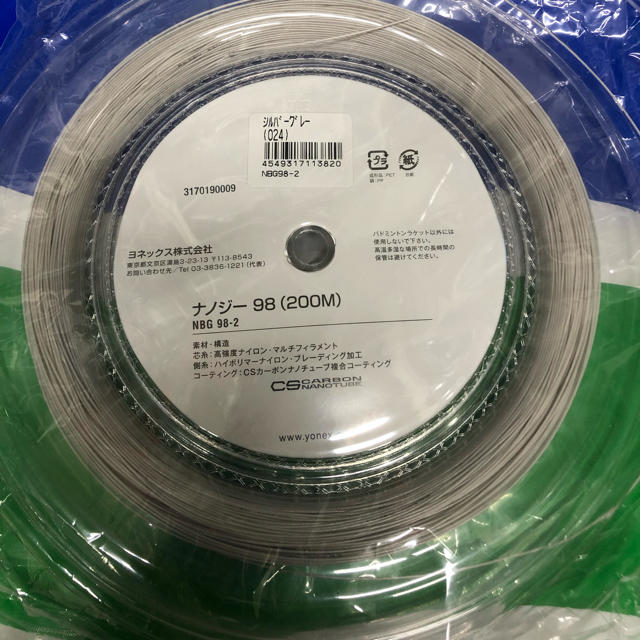 シルバーグレー
(024)
4549317113820
NBG98-2
3170190009
プラ
紙
バドミントンラケット以外には
使用しないで下さい。
高温多湿な場所での長時間の
保管は避けてください。
ヨネックス株式会社
東京都文京区湯島3-23-13 〒113-8543
お問い合わせ先/Tel 03-3836-1221(代表)
ナノジー 98(200M)
NBG 98-2
素材・構造
芯糸:高強度ナイロン・マルチフィラメント
側糸:ハイポリマーナイロン・ブレーディング加工
コーティング:CSカーボンナノチューブ複合コーティング
CS CARBON
NANOTUBE
www.yonex